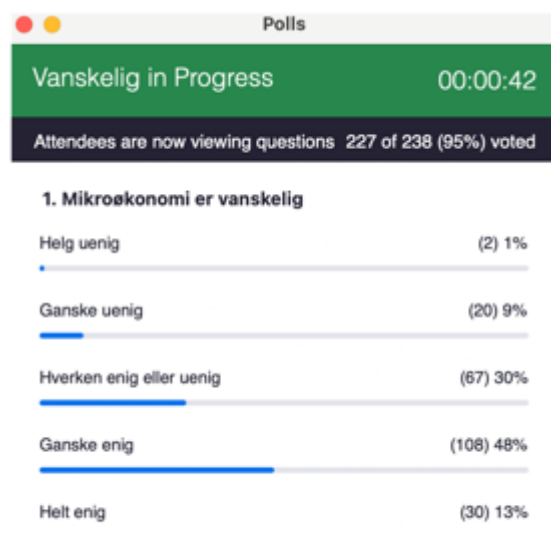 Polls
Vanskelig in Progress 00:00:42
Attendees are now viewing questions 227 of 238 (95%) voted
1. Mikroøkonomi er vanskelig
Helg uenig (2) 1%
Ganske uenig (20) 9%
Hverken enig eller uenig (67) 30%
Ganske enig (108) 48%
Helt enig (30) 13%